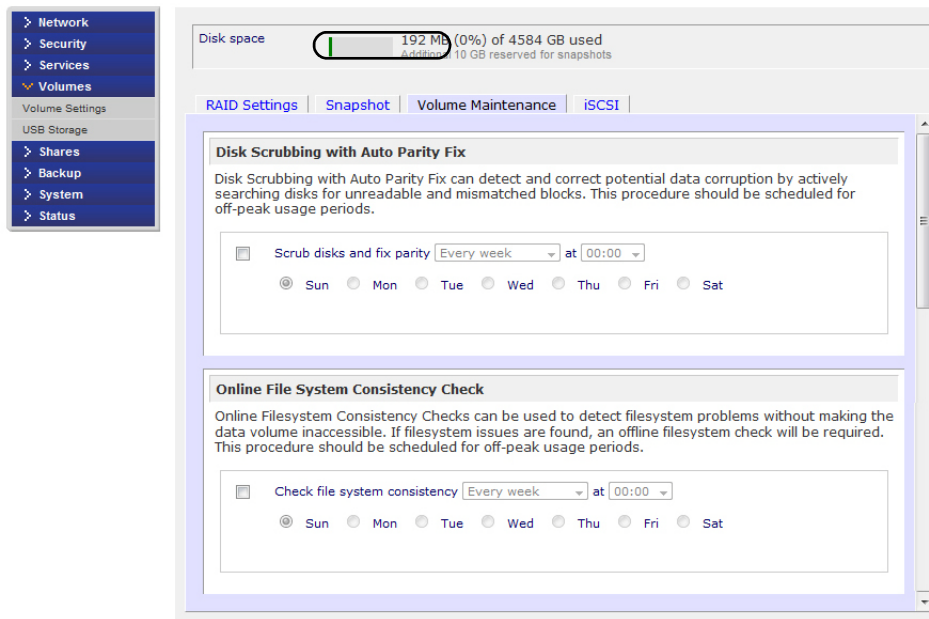 Network
Security
Services
Volumes
Volume Settings
USB Storage
Shares
Backup
System
Status
Disk space
192 MB (0%) of 4584 GB used
Additional 10 GB reserved for snapshots
RAID Settings Snapshot Volume Maintenance iSCSI
Disk Scrubbing with Auto Parity Fix
Disk Scrubbing with Auto Parity Fix can detect and correct potential data corruption by actively
searching disks for unreadable and mismatched blocks. This procedure should be scheduled for
off-peak usage periods.
Scrub disks and fix parity Every week at 00:00
Sun Mon Tue Wed Thu Fri Sat
Online File System Consistency Check
Online Filesystem Consistency Checks can be used to detect filesystem problems without making the
data volume inaccessible. If filesystem issues are found, an offline filesystem check will be required.
This procedure should be scheduled for off-peak usage periods.
Check file system consistency Every week at 00:00
Sun Mon Tue Wed Thu Fri Sat